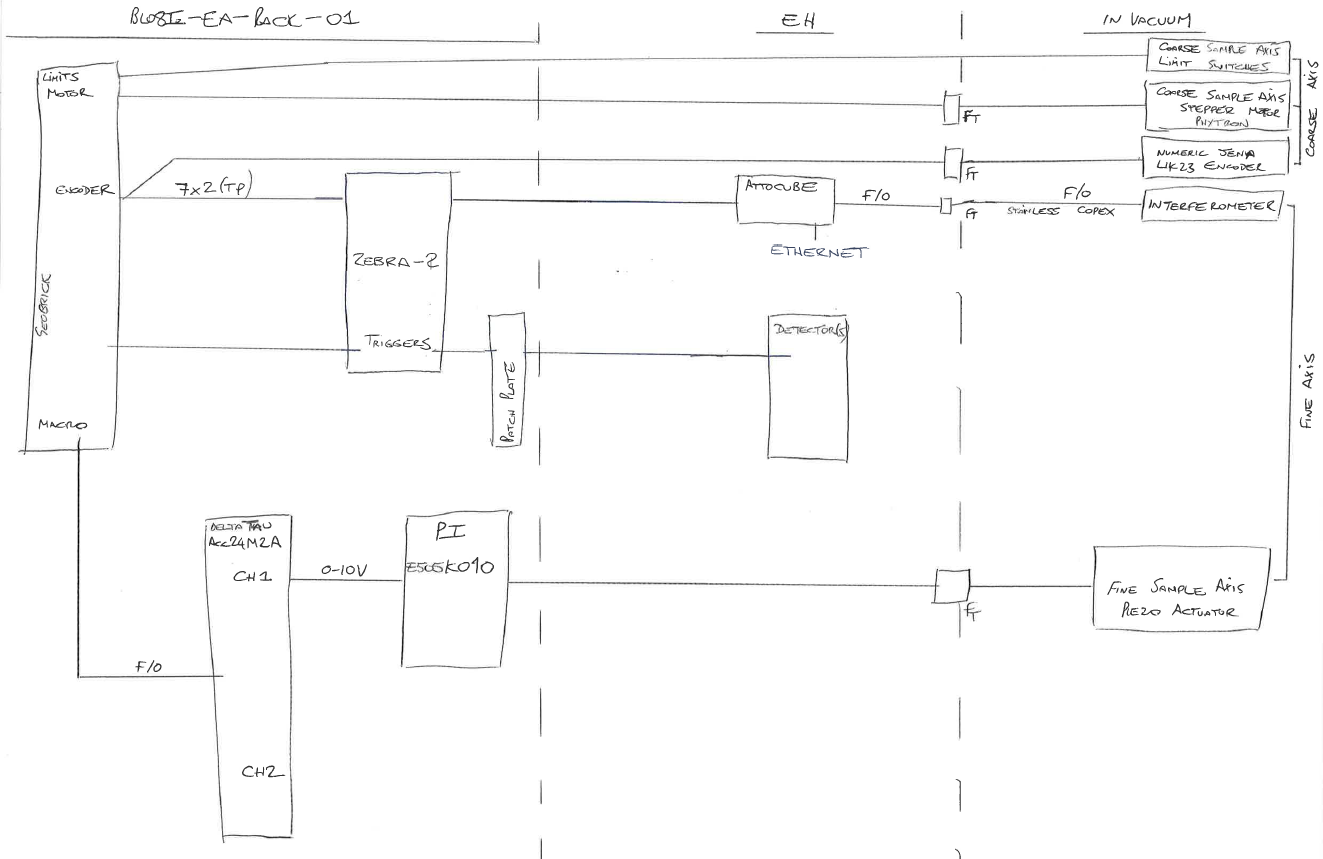 BL08I-EA-RACK-01
EH
IN VACUUM
LIMITS
MOTOR
ENCODER
GEOBRICK
MACRO
7x2(TP)
ZEBRA-2
TRIGGERS
PATCH PLATE
ATTOCUBE
ETHERNET
F/O
DETECTOR(S)
FT
FT
FT
F/O
STAINLESS COPEX
COARSE SAMPLE AXIS
LIMIT SWITCHES
COARSE SAMPLE AXIS
STEPPER MOTOR
PHYTRON
NUMERIC JENA
LIK23 ENCODER
INTERFEROMETER
COARSE AXIS
FINE AXIS
DELTA TAU
Acc24M2A
CH1
CH2
F/O
0-10V
PI
E505K010
FT
FINE SAMPLE AXIS
PIEZO ACTUATOR